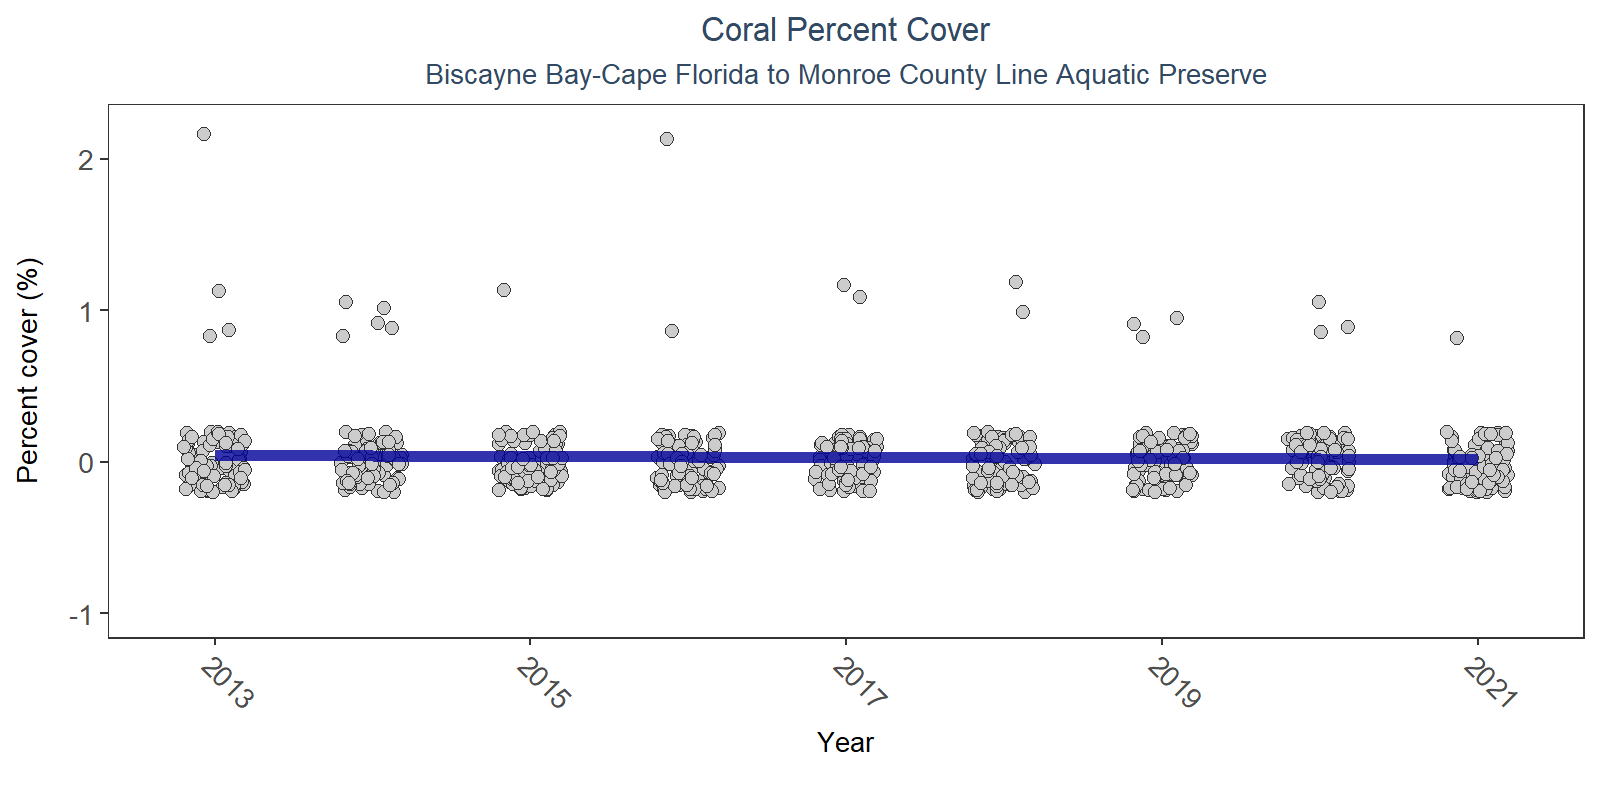 Coral Percent Cover
Biscayne Bay-Cape Florida to Monroe County Line Aquatic Preserve
Percent cover (%)
2
1
0
-1
2013
2015
2017
2019
2021
Year